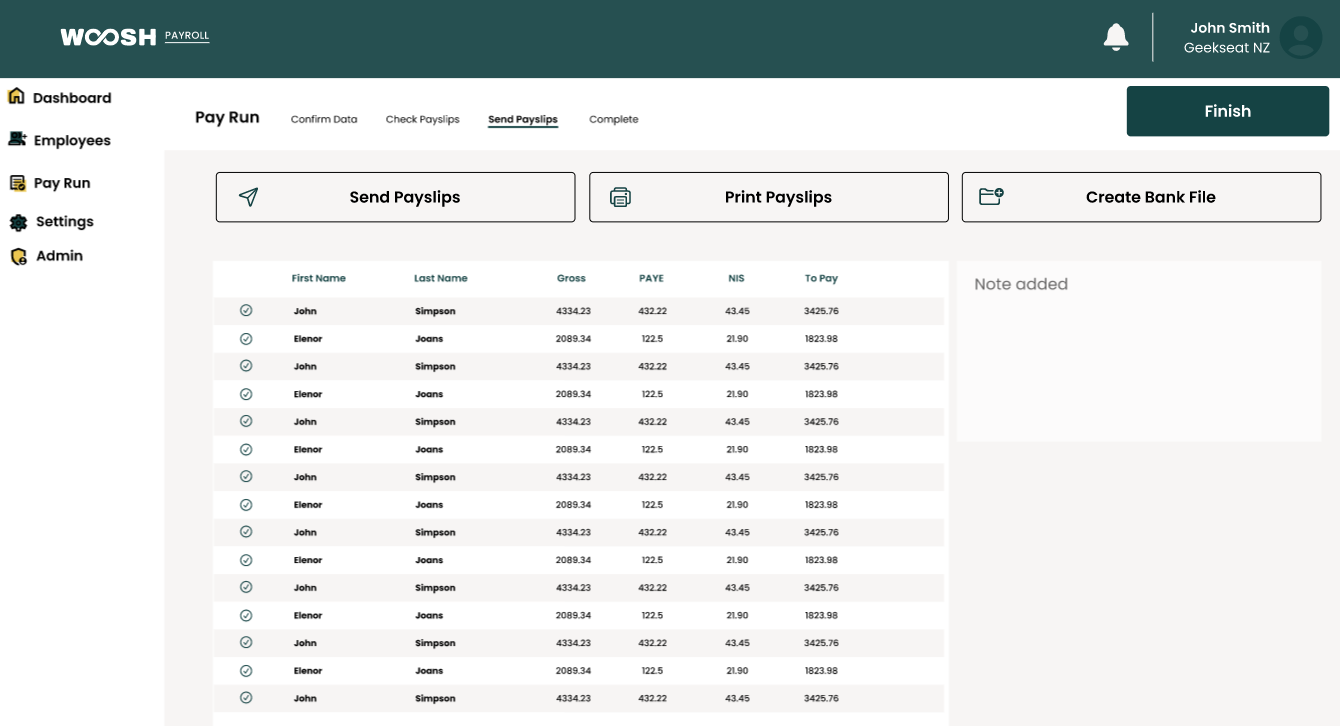 WOOSH PAYROLL
John Smith
Geekseat NZ
Dashboard
Employees
Pay Run
Settings
Admin
Pay Run Confirm Data Check Payslips Send Payslips Complete
Finish
Send Payslips Print Payslips Create Bank File
First Name Last Name Gross PAYE NIS To Pay
John Simpson 4334.23 432.22 43.45 3425.76
Elenor Joans 2089.34 122.5 21.90 1823.98
John Simpson 4334.23 432.22 43.45 3425.76
Elenor Joans 2089.34 122.5 21.90 1823.98
John Simpson 4334.23 432.22 43.45 3425.76
Elenor Joans 2089.34 122.5 21.90 1823.98
John Simpson 4334.23 432.22 43.45 3425.76
Elenor Joans 2089.34 122.5 21.90 1823.98
John Simpson 4334.23 432.22 43.45 3425.76
Elenor Joans 2089.34 122.5 21.90 1823.98
John Simpson 4334.23 432.22 43.45 3425.76
Elenor Joans 2089.34 122.5 21.90 1823.98
John Simpson 4334.23 432.22 43.45 3425.76
Elenor Joans 2089.34 122.5 21.90 1823.98
John Simpson 4334.23 432.22 43.45 3425.76
Note added